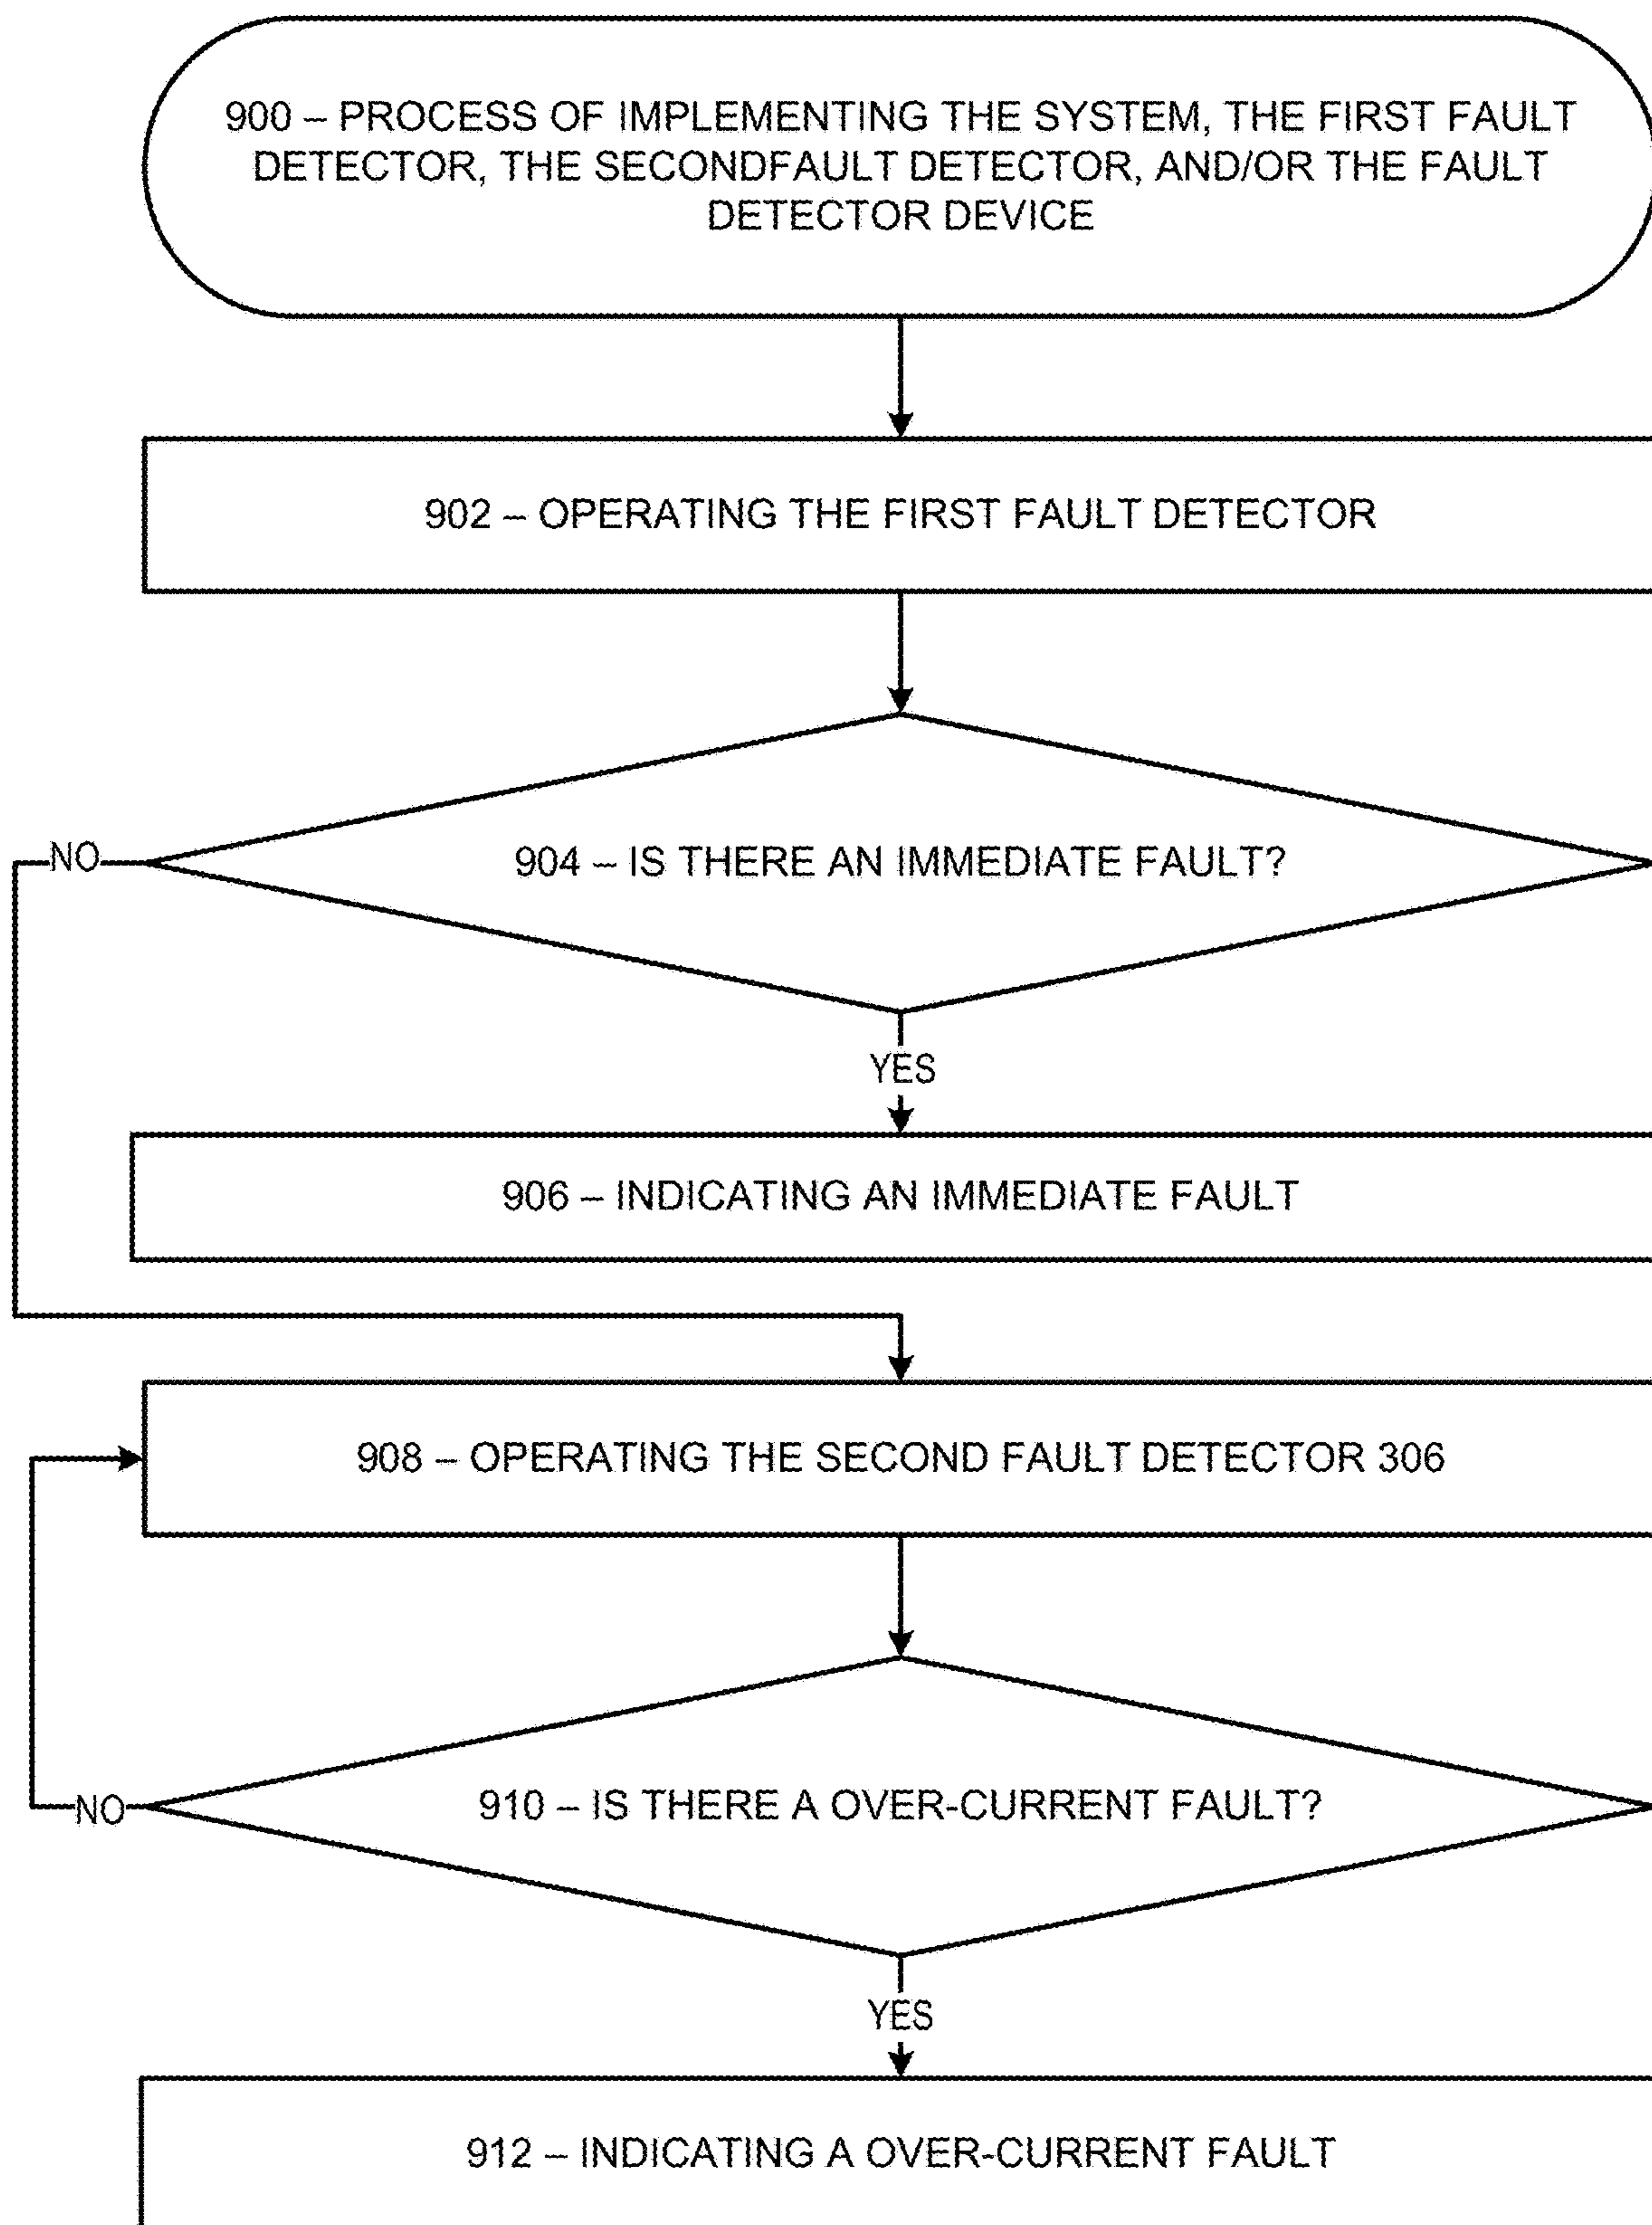 900 – PROCESS OF IMPLEMENTING THE SYSTEM, THE FIRST FAULT
DETECTOR, THE SECONDFAULT DETECTOR, AND/OR THE FAULT
DETECTOR DEVICE
902 – OPERATING THE FIRST FAULT DETECTOR
NO
904 – IS THERE AN IMMEDIATE FAULT?
YES
906 – INDICATING AN IMMEDIATE FAULT
908 – OPERATING THE SECOND FAULT DETECTOR 306
NO
910 – IS THERE A OVER-CURRENT FAULT?
YES
912 – INDICATING A OVER-CURRENT FAULT